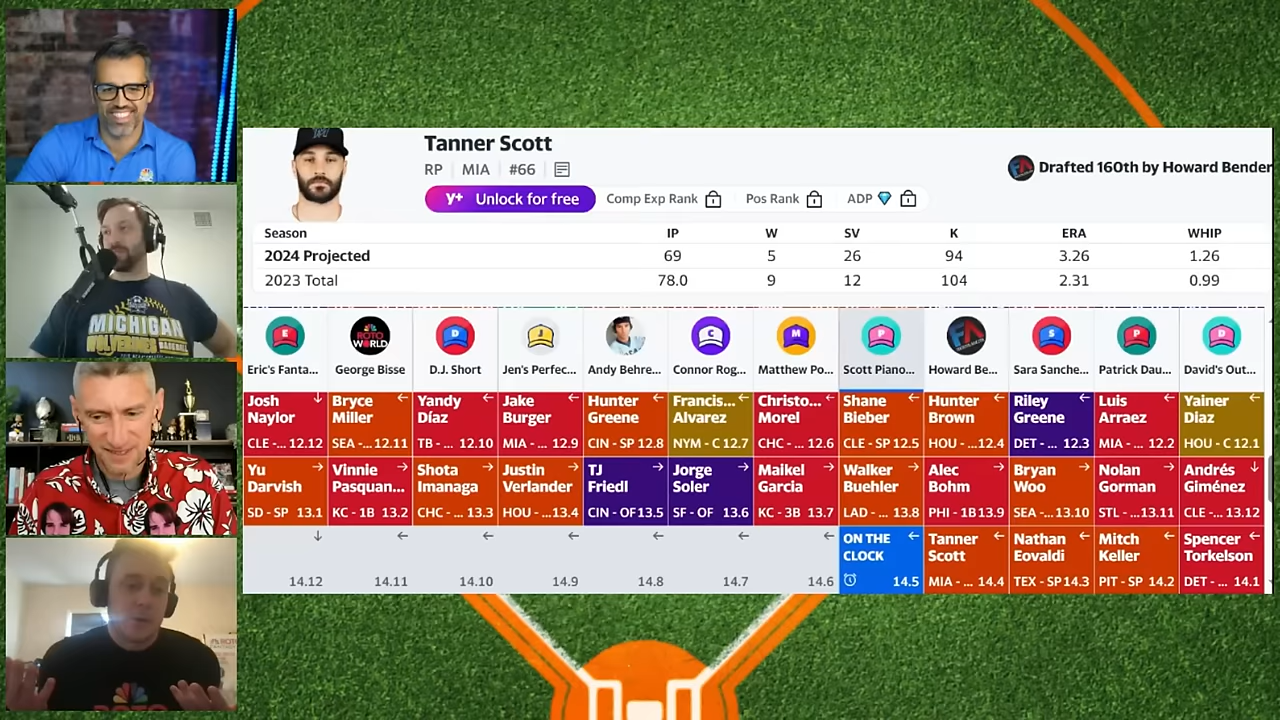 Tanner Scott
RP MIA #66
Drafted 160th by Howard Bender
y+ Unlock for free Comp Exp Rank Pos Rank ADP
Season IP W SV K ERA WHIP
2024 Projected 69 5 26 94 3.26 1.26
2023 Total 78.0 9 12 104 2.31 0.99
E ROTO WORLD D J C M P FA S P D
Eric's Fanta... George Bisse D.J. Short Jen's Perfec... Andy Behre... Connor Rog... Matthew Po... Scott Piano... Howard Be... Sara Sanche... Patrick Dau... David's Out...
Josh Bryce Yandy Jake Hunter Francis... Christo... Shane Hunter Riley Luis Yainer
Naylor Miller Díaz Burger Greene Alvarez Morel Bieber Brown Greene Arraez Diaz
CLE -... 12.12 SEA -... 12.11 TB - ... 12.10 MIA - ... 12.9 CIN - SP 12.8 NYM - C 12.7 CHC - ... 12.6 CLE - SP 12.5 HOU - ... 12.4 DET - ... 12.3 MIA - ... 12.2 HOU - C 12.1
Yu Vinnie Shota Justin TJ Jorge Maikel Walker Alec Bryan Nolan Andrés
Darvish Pasquan... Imanaga Verlander Friedl Soler Garcia Buehler Bohm Woo Gorman Giménez
SD - SP 13.1 KC - 1B 13.2 CHC - ... 13.3 HOU - ... 13.4 CIN - OF 13.5 SF - OF 13.6 KC - 3B 13.7 LAD - ... 13.8 PHI - 1B 13.9 SEA - ... 13.10 STL - ... 13.11 CLE - ... 13.12
ON THE Tanner Nathan Mitch Spencer
CLOCK Scott Eovaldi Keller Torkelson
14.12 14.11 14.10 14.9 14.8 14.7 14.6 14.5 MIA - ... 14.4 TEX - SP 14.3 PIT - SP 14.2 DET - ... 14.1
MICHIGAN
WOLVERINES
BASEBALL
ROTO